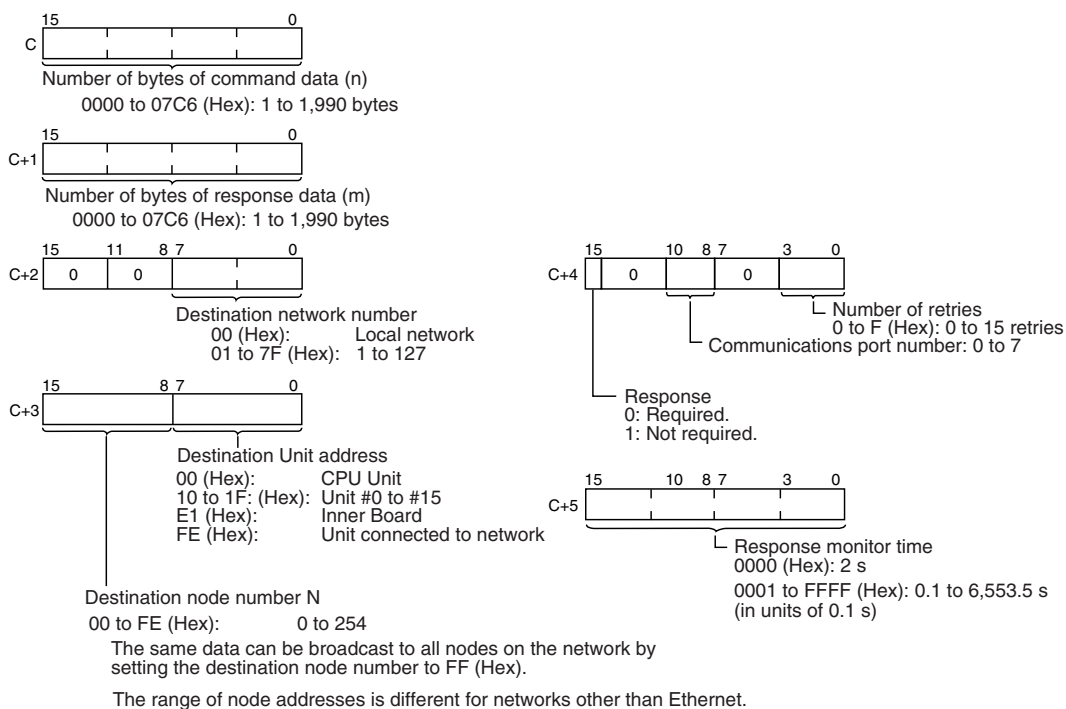 15 0
C
Number of bytes of command data (n)
0000 to 07C6 (Hex): 1 to 1,990 bytes
15 0
C+1
Number of bytes of response data (m)
0000 to 07C6 (Hex): 1 to 1,990 bytes
15 11 8 7 0
C+2 0 0
Destination network number
00 (Hex): Local network
01 to 7F (Hex): 1 to 127
15 8 7 0
C+3
Destination Unit address
00 (Hex): CPU Unit
10 to 1F: (Hex): Unit #0 to #15
E1 (Hex): Inner Board
FE (Hex): Unit connected to network
Destination node number N
00 to FE (Hex): 0 to 254
The same data can be broadcast to all nodes on the network by
setting the destination node number to FF (Hex).
The range of node addresses is different for networks other than Ethernet.
15 10 8 7 3 0
C+4 0 0
Number of retries
0 to F (Hex): 0 to 15 retries
Communications port number: 0 to 7
Response
0: Required.
1: Not required.
15 10 8 7 3 0
C+5
Response monitor time
0000 (Hex): 2 s
0001 to FFFF (Hex): 0.1 to 6,553.5 s
(in units of 0.1 s)